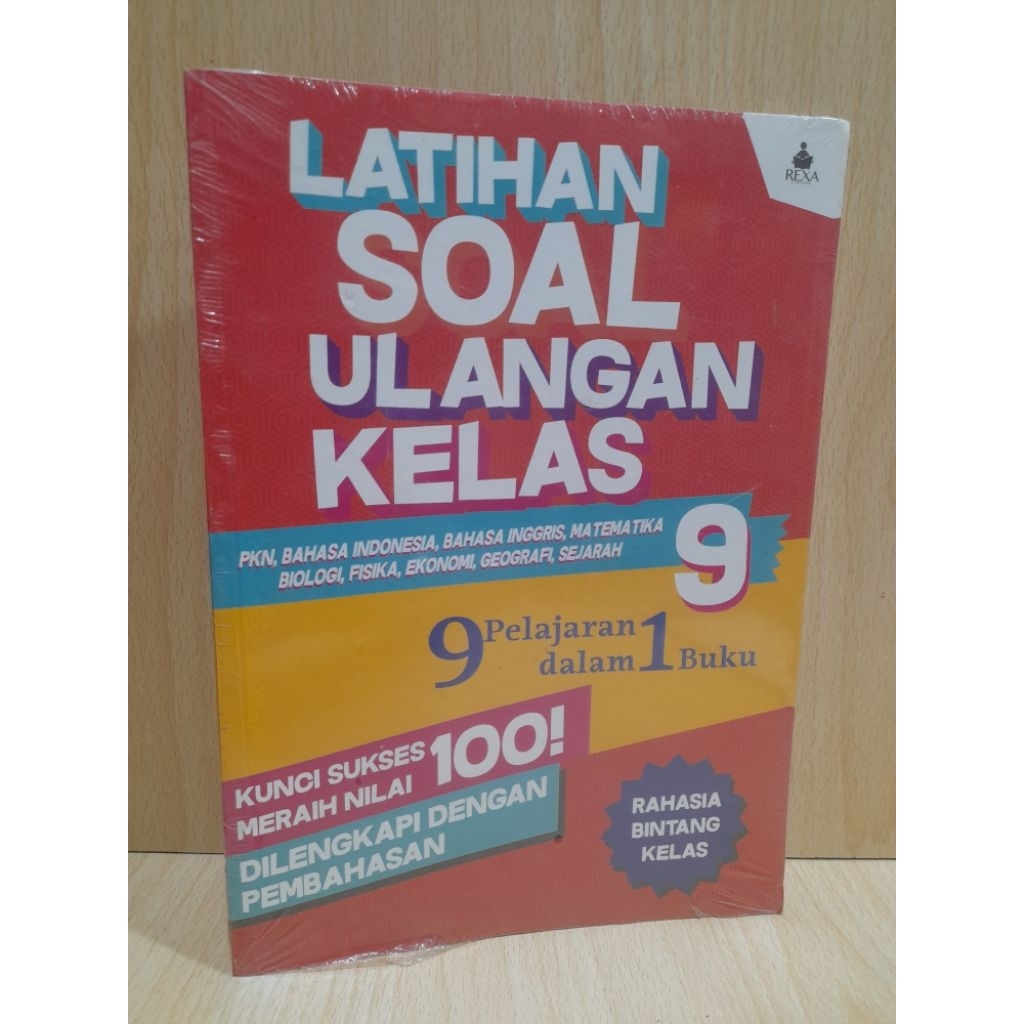 REXA
LATIHAN
SOAL
ULANGAN
KELAS
9
PKN, BAHASA INDONESIA, BAHASA INGGRIS, MATEMATIKA
BIOLOGI, FISIKA, EKONOMI, GEOGRAFI, SEJARAH
9 Pelajaran
dalam 1 Buku
KUNCI SUKSES
MERAIH NILAI 100!
DILENGKAPI DENGAN
PEMBAHASAN
RAHASIA
BINTANG
KELAS